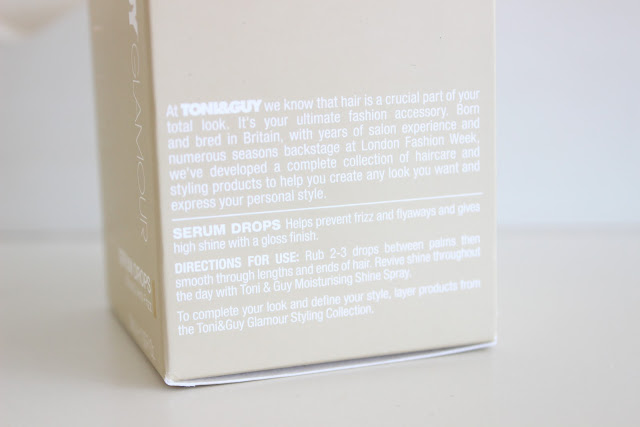 At TONI&GUY we know that hair is a crucial part of your
total look. It's your ultimate fashion accessory. Born
and bred in Britain, with years of salon experience and
numerous seasons backstage at London Fashion Week,
we've developed a complete collection of haircare and
styling products to help you create any look you want and
express your personal style.
SERUM DROPS Helps prevent frizz and flyaways and gives
high shine with a gloss finish.
DIRECTIONS FOR USE: Rub 2-3 drops between palms then
smooth through lengths and ends of hair. Revive shine throughout
the day with Toni & Guy Moisturising Shine Spray.
To complete your look and define your style, layer products from
the Toni&Guy Glamour Styling Collection.
GLAMOUR
SERUM DROPS